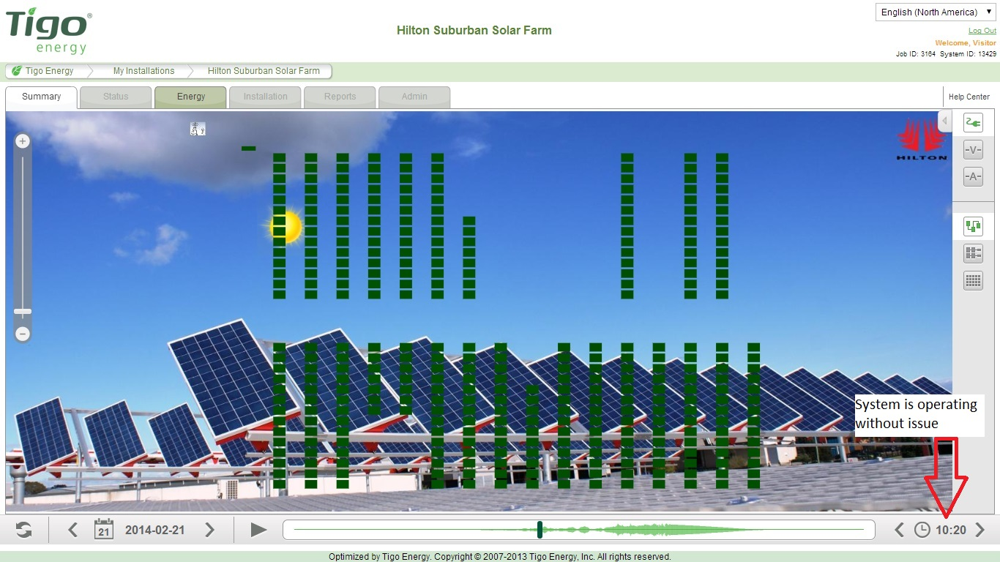 Tigo®
energy
Hilton Suburban Solar Farm
English (North America)
Log Out
Welcome, Visitor
Job ID: 3164 System ID: 13429
Tigo Energy
My Installations
Hilton Suburban Solar Farm
Summary
Status
Energy
Installation
Reports
Admin
Help Center
HILTON
-V-
-A-
System is operating
without issue
21
2014-02-21
10:20
Optimized by Tigo Energy. Copyright © 2007-2013 Tigo Energy, Inc. All rights reserved.